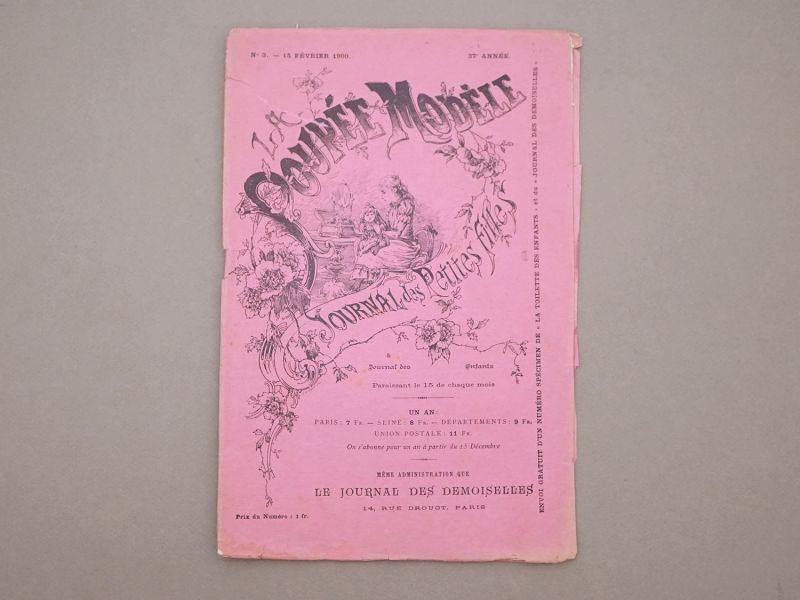 N° 3. — 15 FÉVRIER 1900.
37e ANNÉE.
LA
POUPÉE MODÈLE
JOURNAL des Petites filles
&
Journal des Enfants
Paraissant le 15 de chaque mois
UN AN:
PARIS: 7 Fr. — SEINE: 8 Fr. — DÉPARTEMENTS: 9 Fr.
UNION POSTALE: 11 Fr.
On s'abonne pour un an à partir du 15 Décembre
MÊME ADMINISTRATION QUE
LE JOURNAL DES DEMOISELLES
14, RUE DROUOT, PARIS
Prix du Numéro : 1 fr.
ENVOI GRATUIT D'UN NUMÉRO SPÉCIMEN DE « LA TOILETTE DES ENFANTS » et du « JOURNAL DES DEMOISELLES »